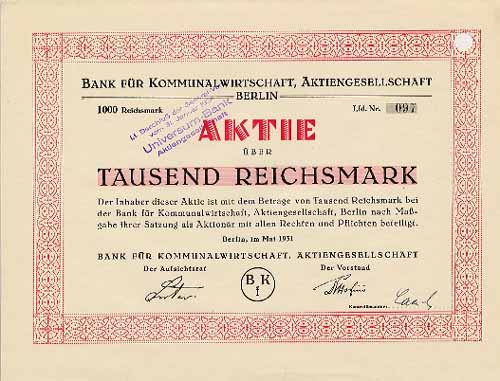 BANK FÜR KOMMUNALWIRTSCHAFT, AKTIENGESELLSCHAFT
BERLIN
1000 Reichsmark
Lfd. Nr. 097
Universum-Bank
Aktiengesellschaft
AKTIE
ÜBER
TAUSEND REICHSMARK
Der Inhaber dieser Aktie ist mit dem Betrage von Tausend Reichsmark bei
der Bank für Kommunalwirtschaft, Aktiengesellschaft, Berlin nach Maß-
gabe ihrer Satzung als Aktionär mit allen Rechten und Pflichten beteiligt.
Berlin, im Mai 1931
BANK FÜR KOMMUNALWIRTSCHAFT, AKTIENGESELLSCHAFT
Der Aufsichtsrat
Der Vorstand
B K
f